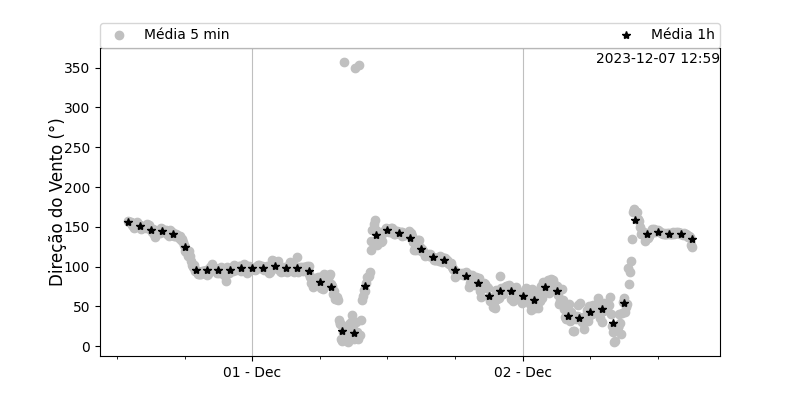 Média 5 min
Média 1h
2023-12-07 12:59
Direção do Vento (°)
350
300
250
200
150
100
50
0
01 - Dec
02 - Dec